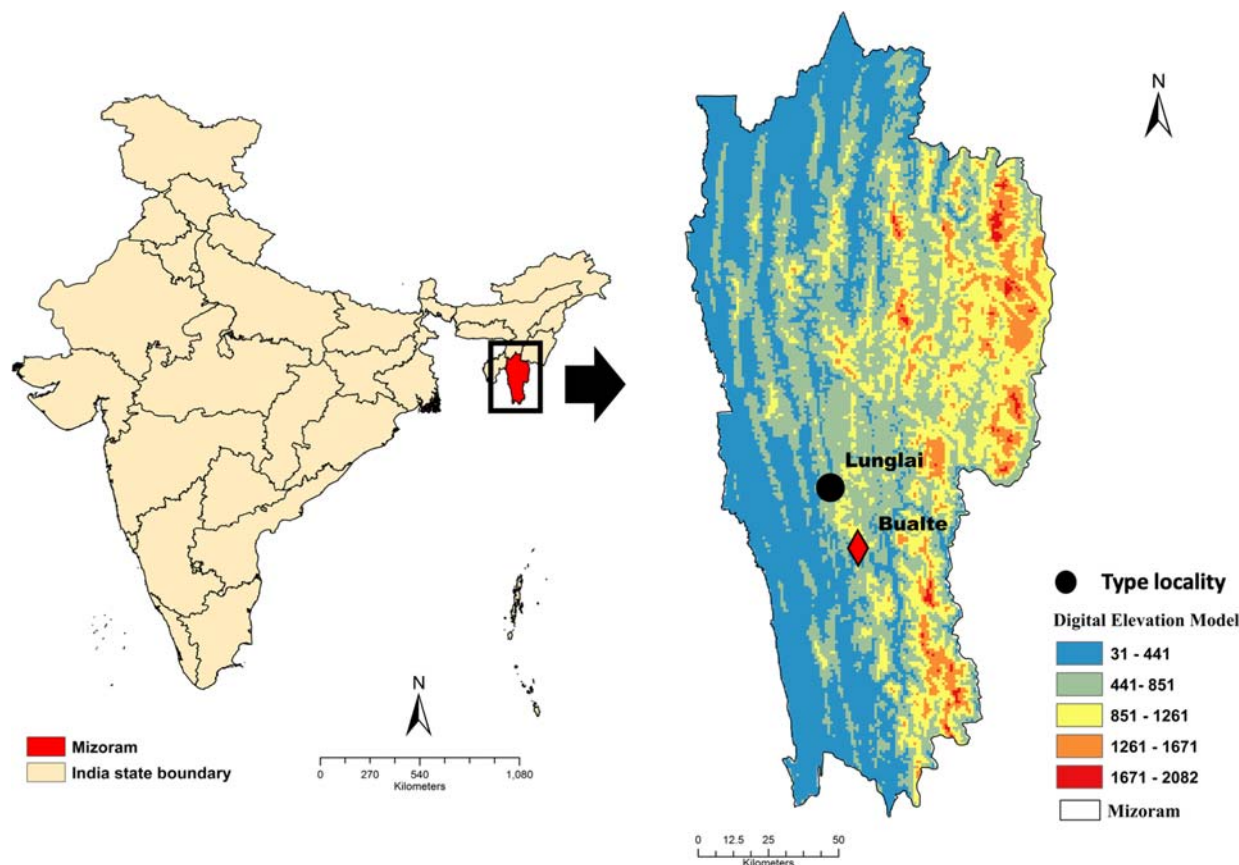 N
Lunglai
Bualte
Type locality
Digital Elevation Model
31 - 441
441- 851
851 - 1261
1261 - 1671
1671 - 2082
Mizoram
0 12.5 25 50
Kilometers
N
Mizoram
India state boundary
0 270 540 1,080
Kilometers